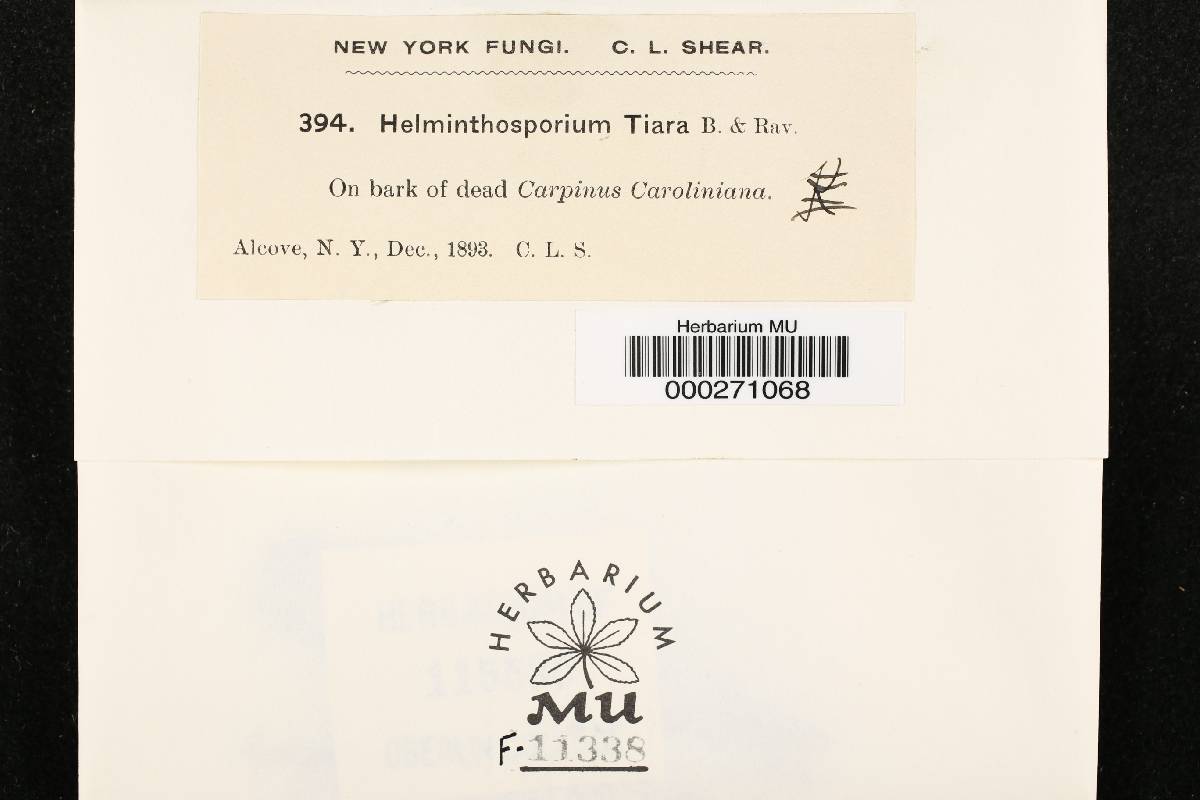 NEW YORK FUNGI. C. L. SHEAR.
394. Helminthosporium Tiara B. & Rav.
On bark of dead Carpinus Caroliniana.
Alcove, N. Y., Dec., 1893. C. L. S.
Herbarium MU
000271068
HERBARIUM
MU
F-11338